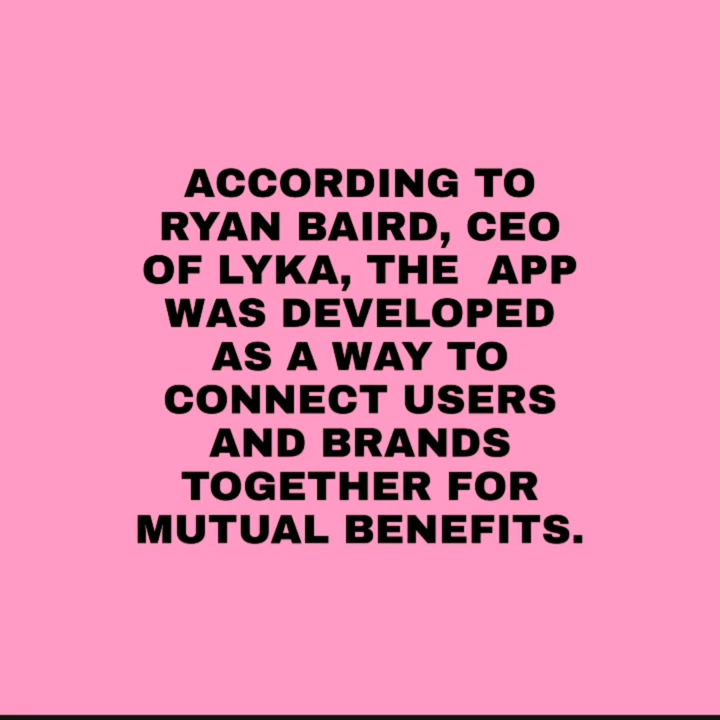 ACCORDING TO
RYAN BAIRD, CEO
OF LYKA, THE  APP
WAS DEVELOPED
AS A WAY TO
CONNECT USERS
AND BRANDS
TOGETHER FOR
MUTUAL BENEFITS.